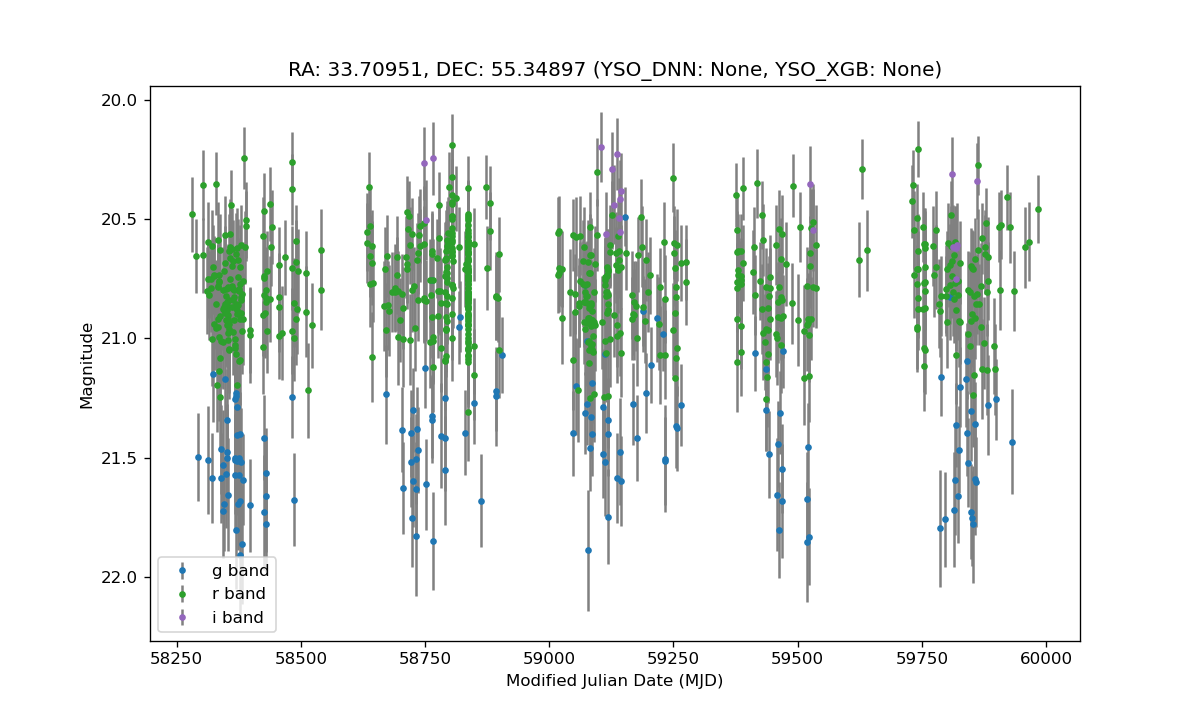 RA: 33.70951, DEC: 55.34897 (YSO_DNN: None, YSO_XGB: None)
20.0
20.5
21.0
21.5
22.0
Magnitude
g band
r band
i band
58250 58500 58750 59000 59250 59500 59750 60000
Modified Julian Date (MJD)